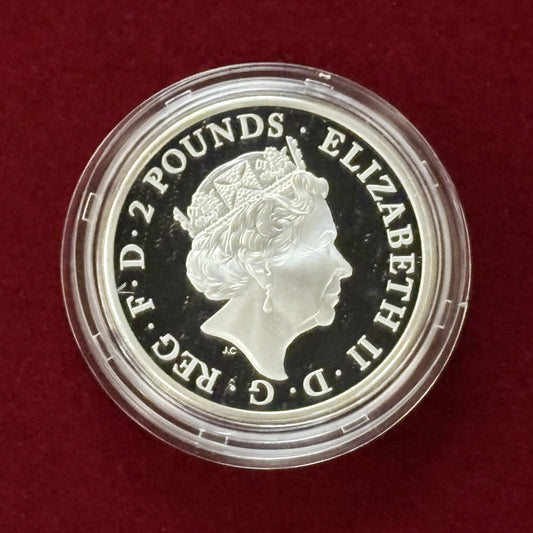 ELIZABETH II · D · G · REG · F · D · 2 POUNDS ·
J.C